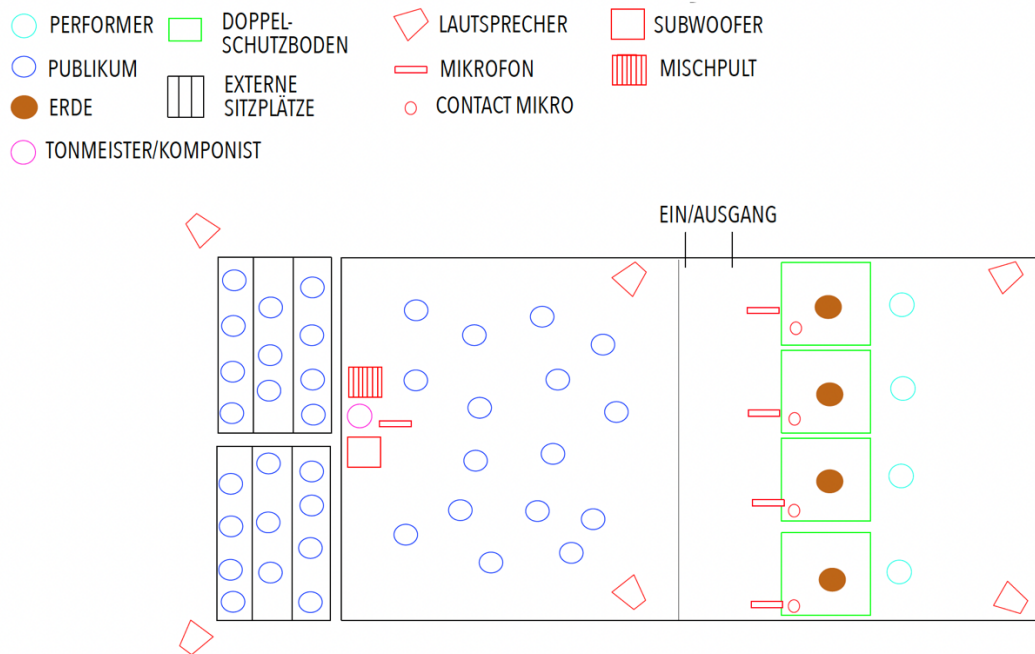 PERFORMER
DOPPEL-
SCHUTZBODEN
LAUTSPRECHER
SUBWOOFER
PUBLIKUM
EXTERNE
SITZPLÄTZE
MIKROFON
MISCHPULT
ERDE
CONTACT MIKRO
TONMEISTER/KOMPONIST
EIN/AUSGANG